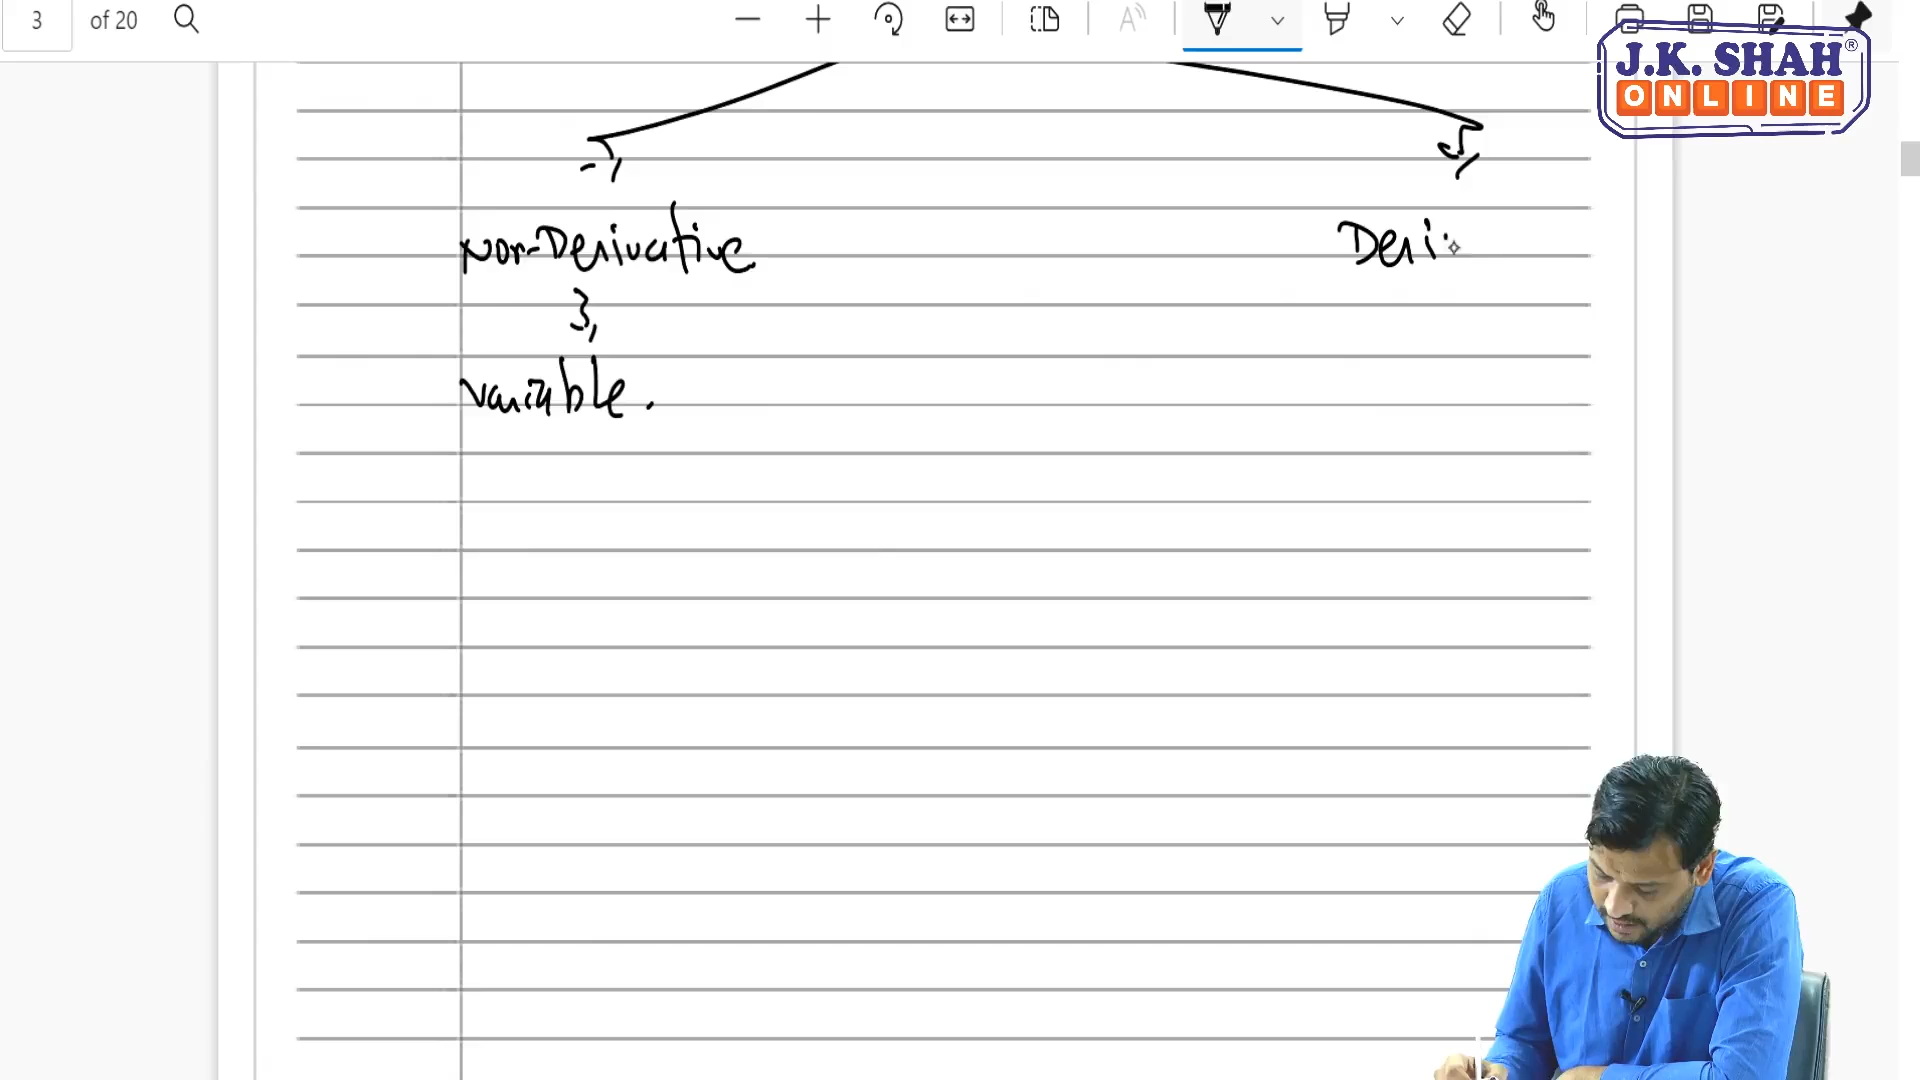 3 of 20
J.K. SHAH®
ONLINE
Non-Derivative Deri
variable.